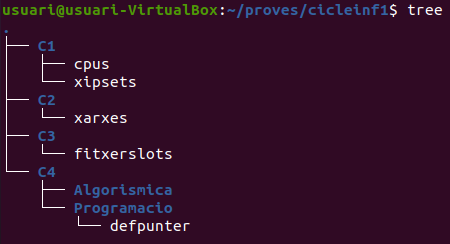 usuari@usuari-VirtualBox:~/proves/cicleinf1$ tree
.
├── C1
│   ├── cpus
│   └── xipsets
├── C2
│   └── xarxes
├── C3
│   └── fitxerslots
└── C4
    ├── Algorismica
    └── Programacio
        └── defpunter